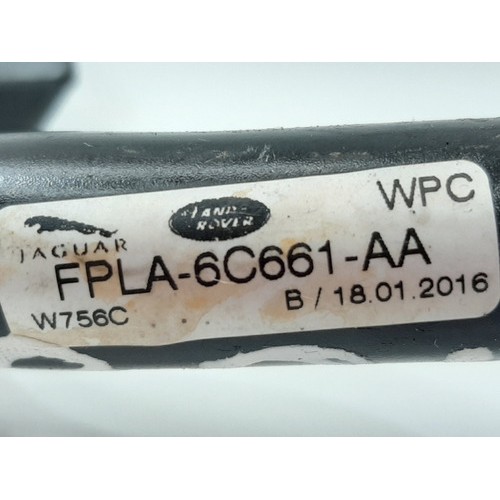 WPC
LAND-
ROVER
JAGUAR
FPLA-6C661-AA
B / 18.01.2016
W756C